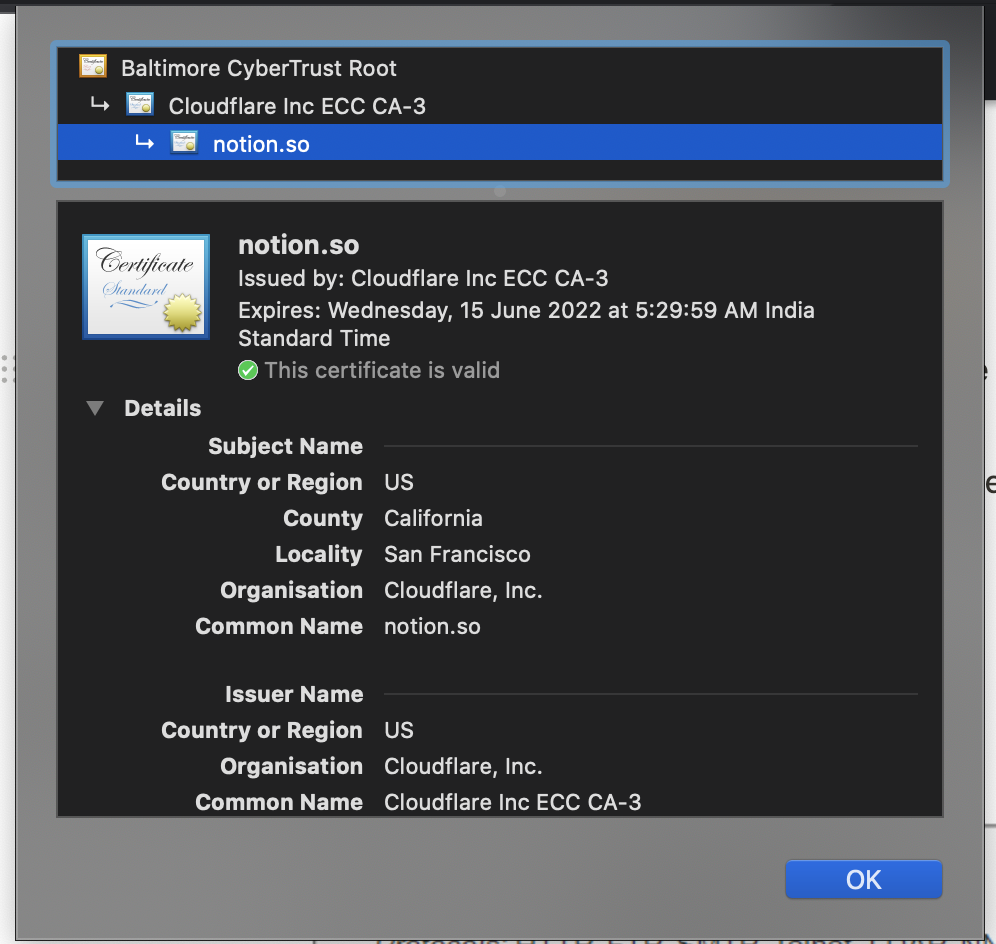 Baltimore CyberTrust Root
Cloudflare Inc ECC CA-3
notion.so
Certificate
Standard
notion.so
Issued by: Cloudflare Inc ECC CA-3
Expires: Wednesday, 15 June 2022 at 5:29:59 AM India
Standard Time
This certificate is valid
Details
Subject Name
Country or Region US
County California
Locality San Francisco
Organisation Cloudflare, Inc.
Common Name notion.so
Issuer Name
Country or Region US
Organisation Cloudflare, Inc.
Common Name Cloudflare Inc ECC CA-3
OK